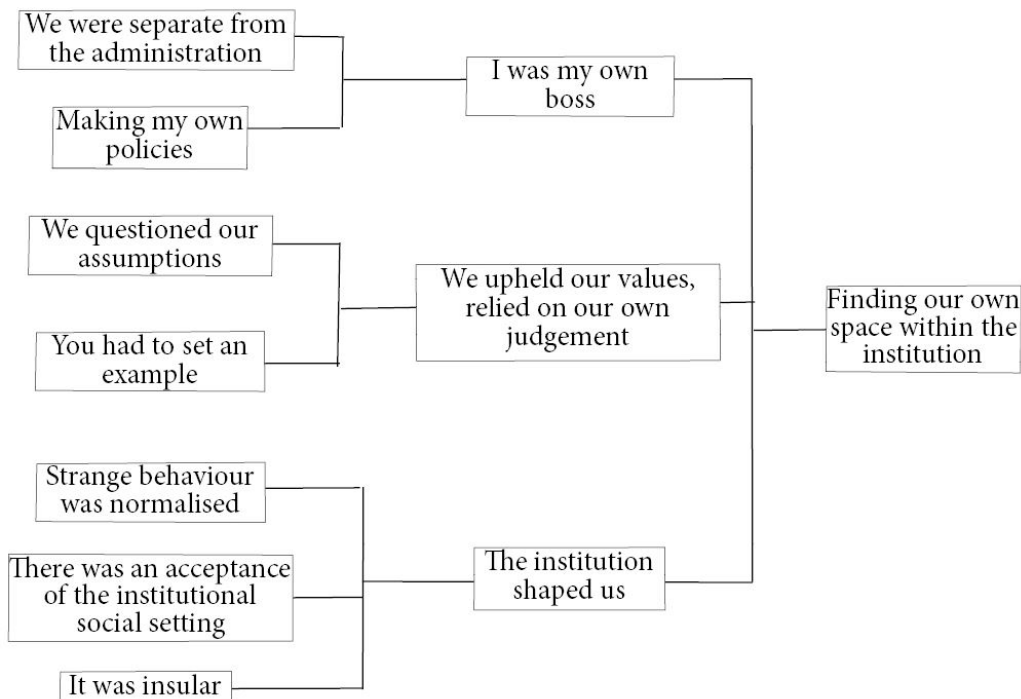 We were separate from
the administration
Making my own
policies
I was my own
boss
We questioned our
assumptions
You had to set an
example
We upheld our values,
relied on our own
judgement
Strange behaviour
was normalised
There was an acceptance
of the institutional
social setting
It was insular
The institution
shaped us
Finding our own
space within the
institution